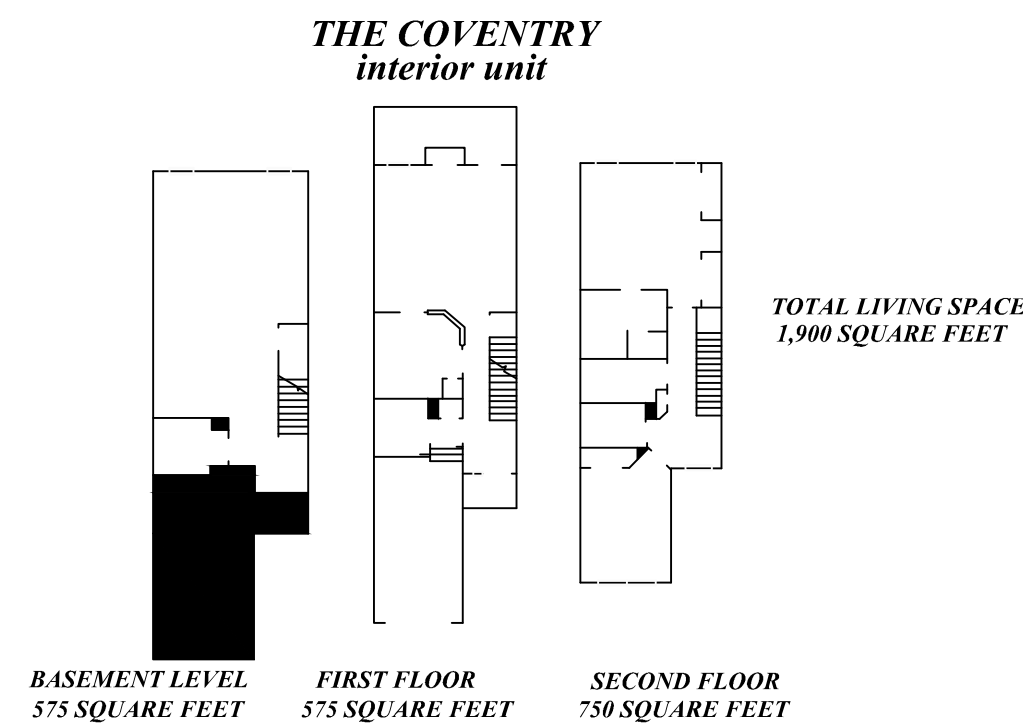 THE COVENTRY
interior unit
TOTAL LIVING SPACE
1,900 SQUARE FEET
BASEMENT LEVEL
575 SQUARE FEET
FIRST FLOOR
575 SQUARE FEET
SECOND FLOOR
750 SQUARE FEET